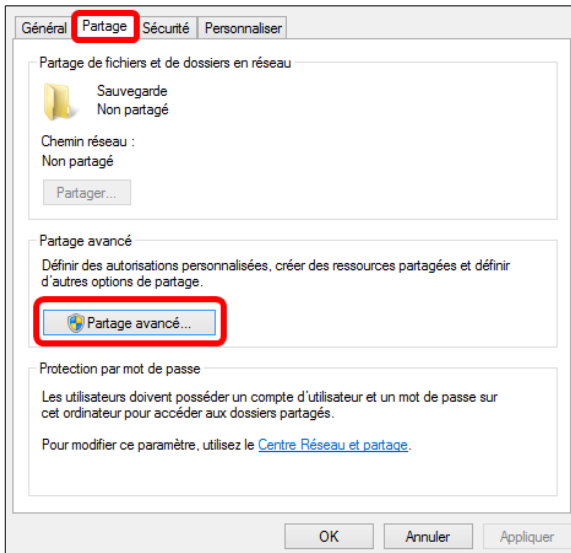 Général Partage Sécurité Personnaliser
Partage de fichiers et de dossiers en réseau
Sauvegarde
Non partagé
Chemin réseau :
Non partagé
Partager...
Partage avancé
Définir des autorisations personnalisées, créer des ressources partagées et définir
d'autres options de partage.
Partage avancé...
Protection par mot de passe
Les utilisateurs doivent posséder un compte d'utilisateur et un mot de passe sur
cet ordinateur pour accéder aux dossiers partagés.
Pour modifier ce paramètre, utilisez le Centre Réseau et partage.
OK Annuler Appliquer